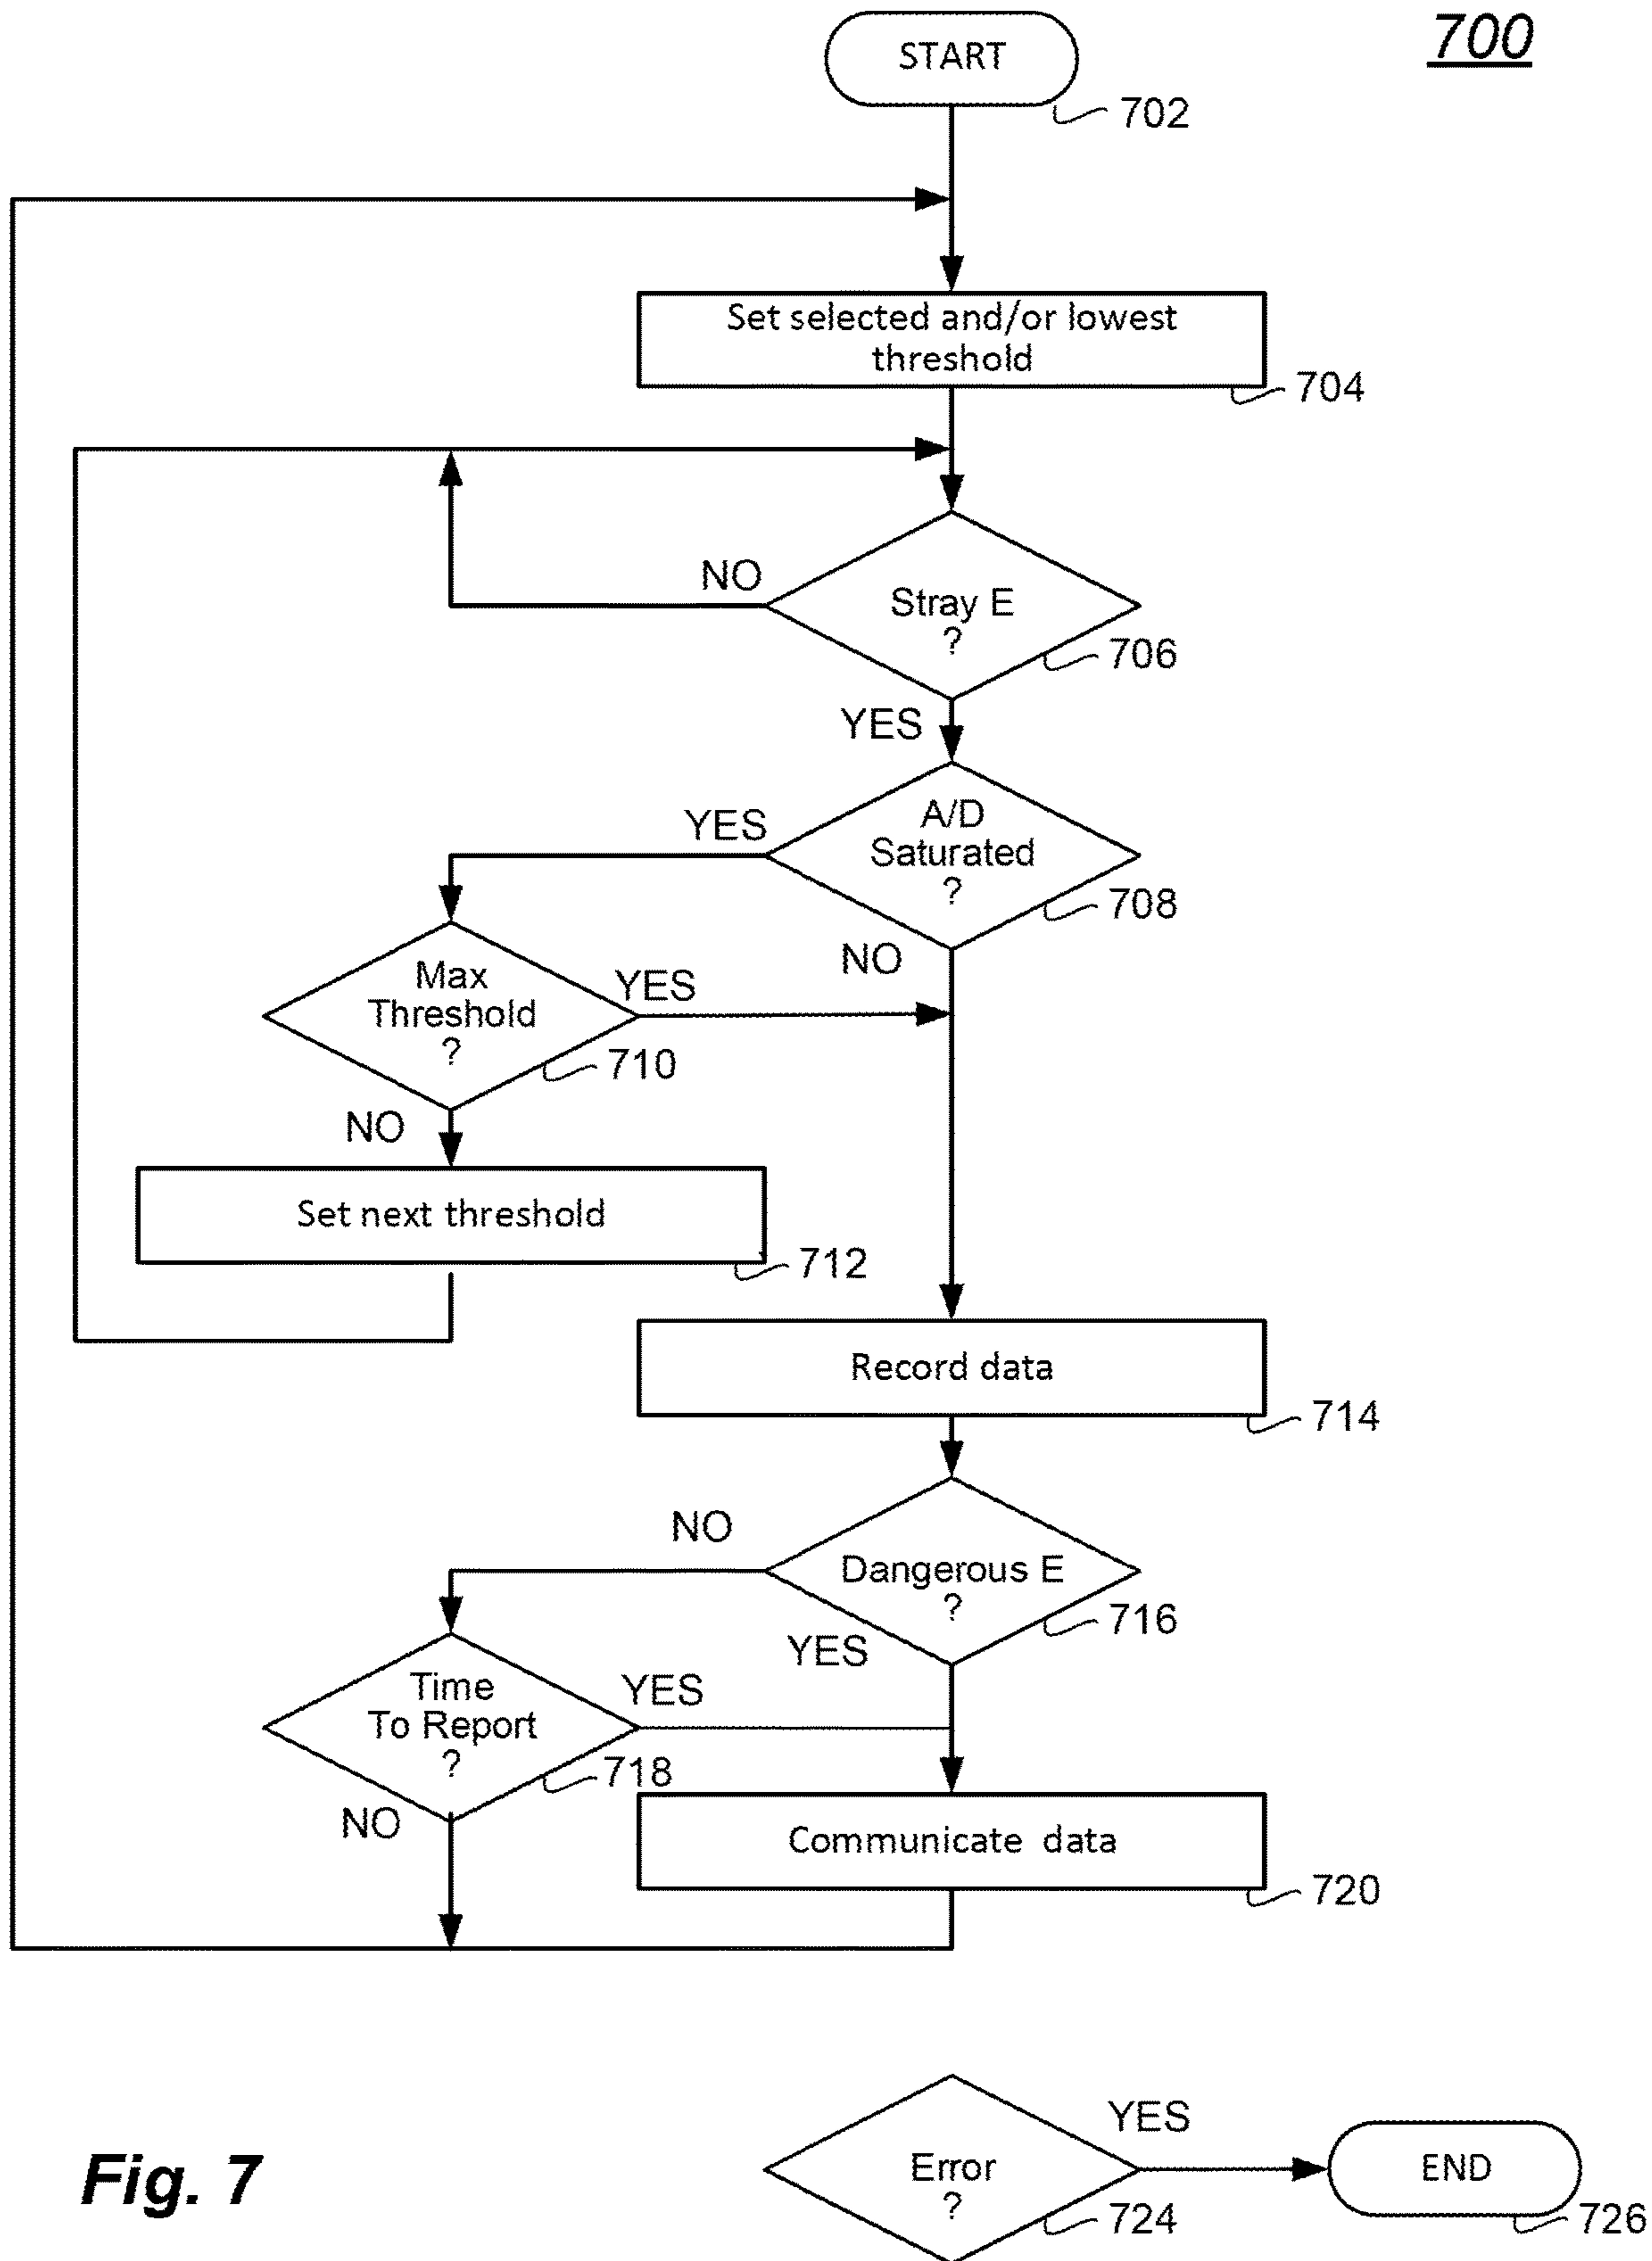 700
START
702
Set selected and/or lowest
threshold
704
NO
Stray E
?
706
YES
YES
A/D
Saturated
?
708
NO
Max
Threshold
?
YES
710
NO
Set next threshold
712
Record data
714
NO
Dangerous E
?
716
YES
Time
To Report
?
YES
718
NO
Communicate data
720
Error
?
YES
724
END
726
Fig. 7